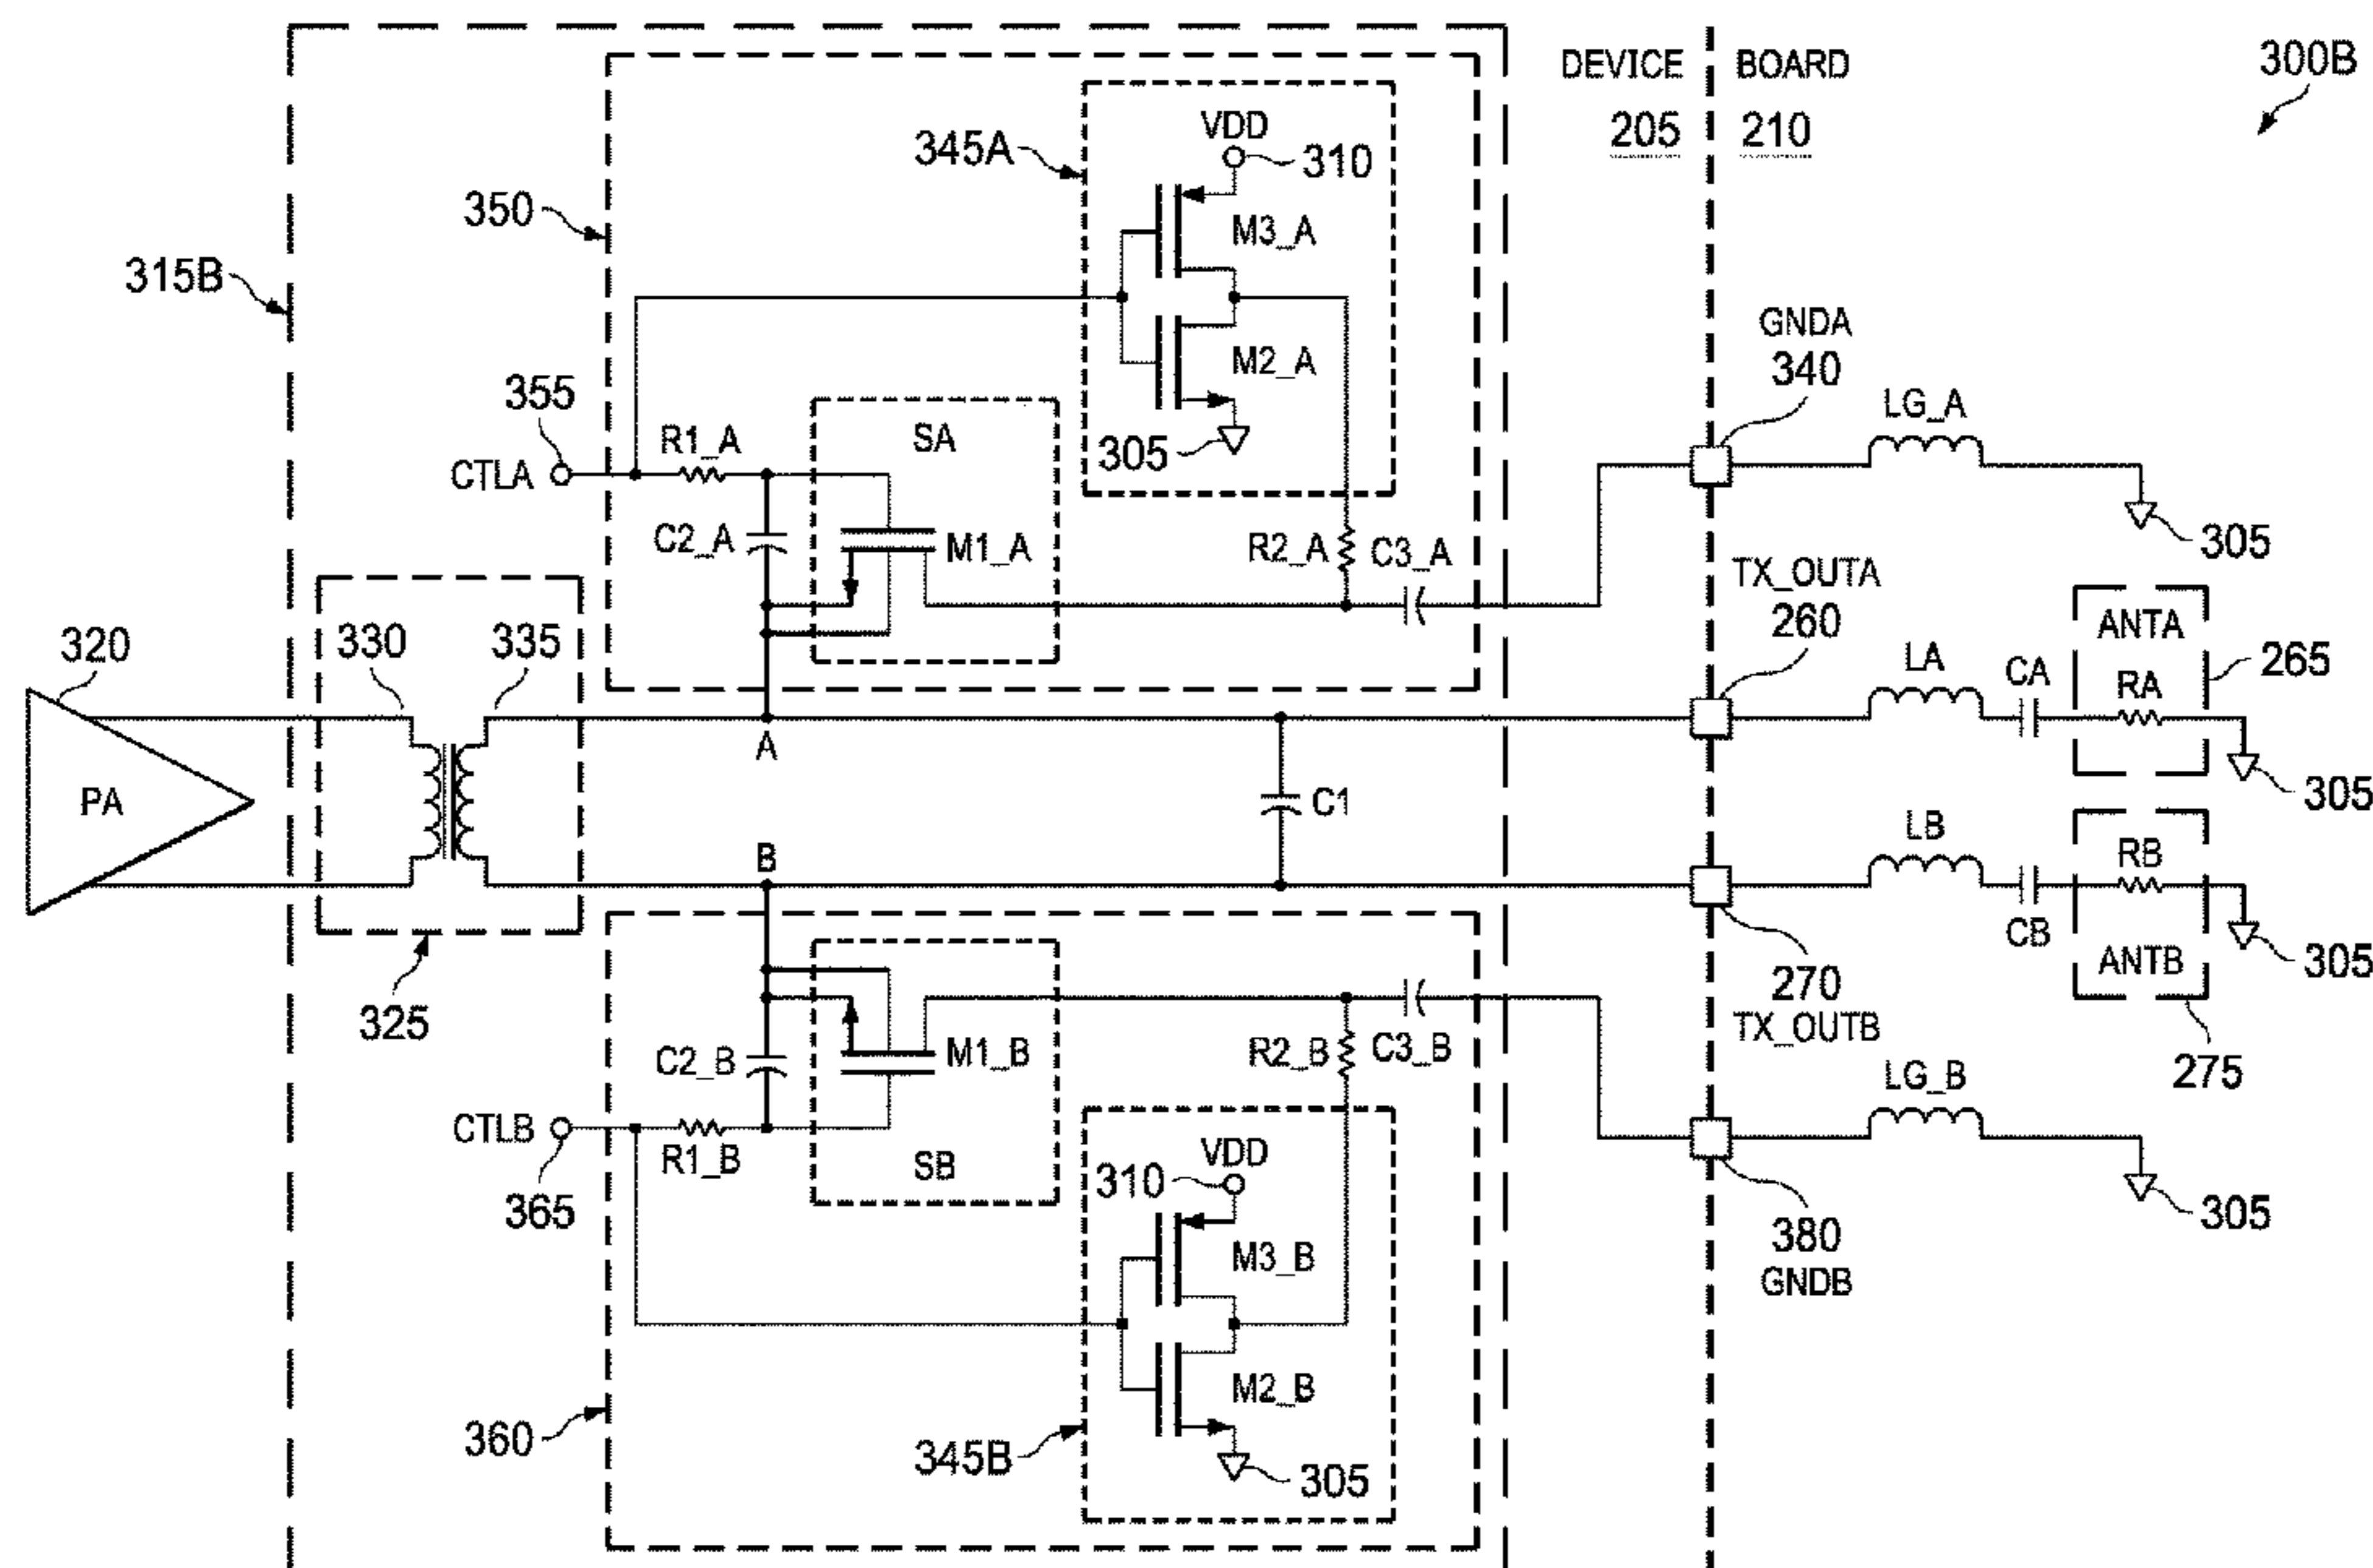 DEVICE
205
BOARD
210
300B
345A
VDD
310
M3_A
M2_A
305
350
315B
355
CTLA
R1_A
C2_A
SA
M1_A
R2_A
C3_A
GNDA
340
LG_A
305
TX_OUTA
260
LA
CA
ANTA
RA
265
305
320
PA
330
335
325
A
B
C1
LB
CB
RB
ANTB
305
275
270
TX_OUTB
C2_B
M1_B
R2_B
C3_B
LG_B
305
380
GNDB
CTLB
365
R1_B
SB
VDD
310
M3_B
M2_B
305
360
345B